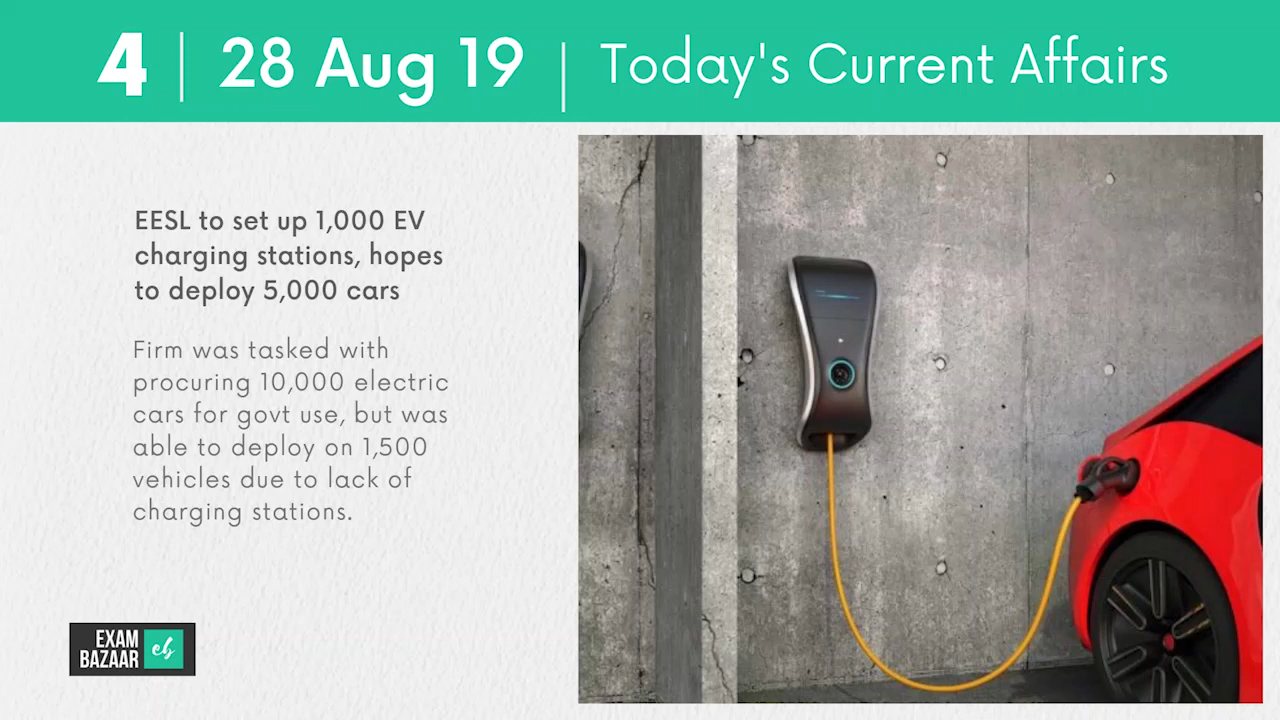 4 | 28 Aug 19 | Today's Current Affairs
EESL to set up 1,000 EV
charging stations, hopes
to deploy 5,000 cars
Firm was tasked with
procuring 10,000 electric
cars for govt use, but was
able to deploy on 1,500
vehicles due to lack of
charging stations.
EXAM
BAZAAR
eb